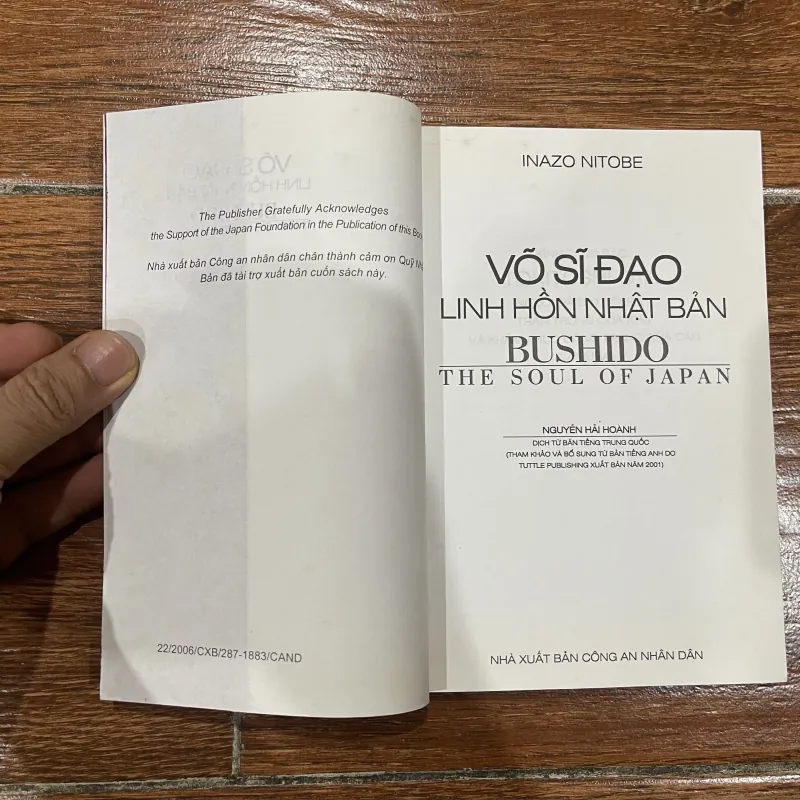 The Publisher Gratefully Acknowledges
the Support of the Japan Foundation in the Publication of this
Nhà xuất bản Công an nhân dân chân thành cảm ơn Quỹ
Bản đã tài trợ xuất bản cuốn sách này.
22/2006/CXB/287-1883/CAND
INAZO NITOBE
VÕ SĨ ĐẠO
LINH HỒN NHẬT BẢN
BUSHIDO
THE SOUL OF JAPAN
NGUYỄN HẢI HOÀNH
DỊCH TỪ BẢN TIẾNG TRUNG QUỐC
(THAM KHẢO VÀ BỔ SUNG TỪ BẢN TIẾNG ANH DO
TUTTLE PUBLISHING XUẤT BẢN NĂM 2001)
NHÀ XUẤT BẢN CÔNG AN NHÂN DÂN